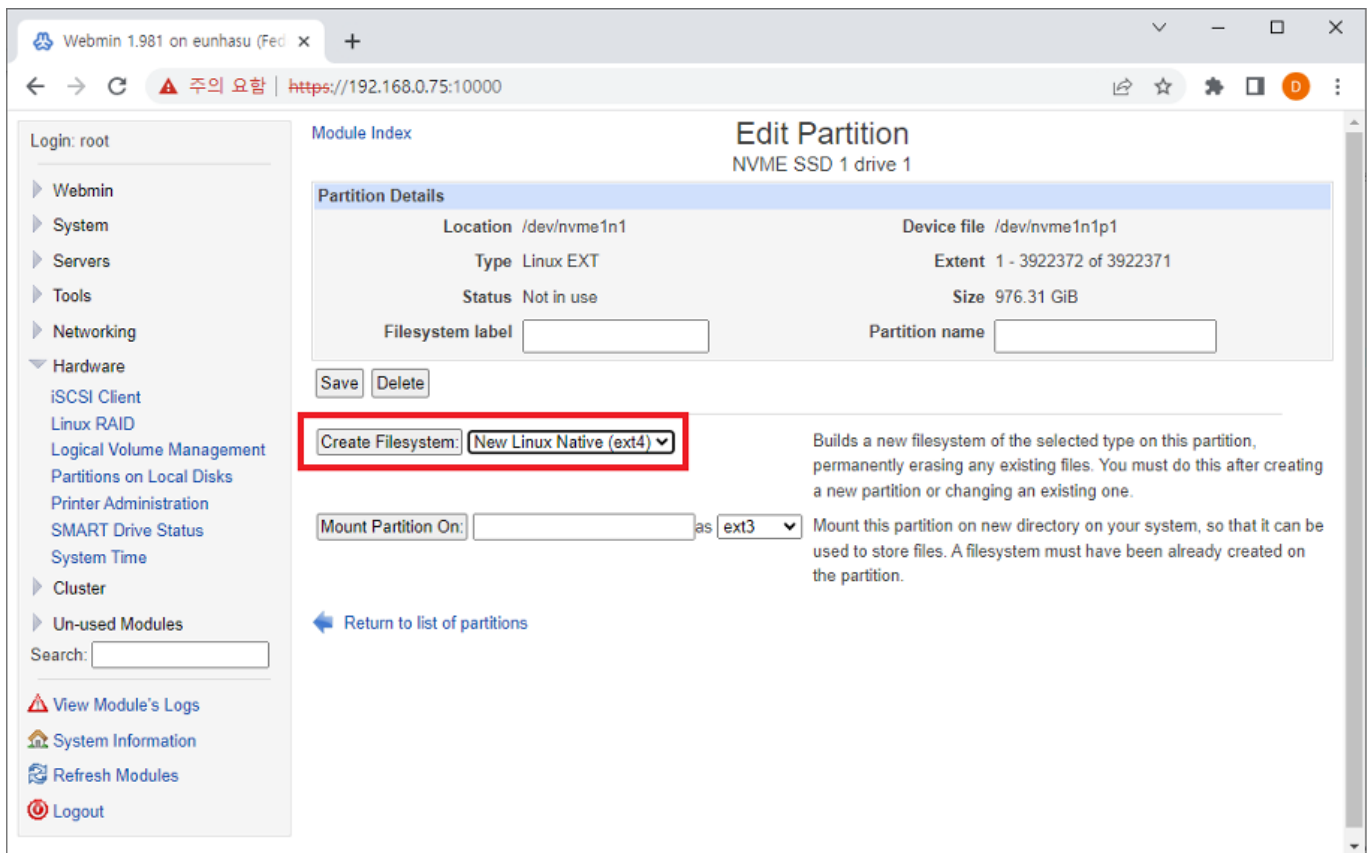 Webmin 1.981 on eunhasu (Fed
주의 요함 https://192.168.0.75:10000
D
Login: root
Webmin
System
Servers
Tools
Networking
Hardware
iSCSI Client
Linux RAID
Logical Volume Management
Partitions on Local Disks
Printer Administration
SMART Drive Status
System Time
Cluster
Un-used Modules
Search:
View Module's Logs
System Information
Refresh Modules
Logout
Module Index
Edit Partition
NVME SSD 1 drive 1
Partition Details
Location /dev/nvme1n1 Device file /dev/nvme1n1p1
Type Linux EXT Extent 1 - 3922372 of 3922371
Status Not in use Size 976.31 GiB
Filesystem label Partition name
Save Delete
Create Filesystem: New Linux Native (ext4)
Builds a new filesystem of the selected type on this partition,
permanently erasing any existing files. You must do this after creating
a new partition or changing an existing one.
Mount Partition On: as ext3
Mount this partition on new directory on your system, so that it can be
used to store files. A filesystem must have been already created on
the partition.
Return to list of partitions